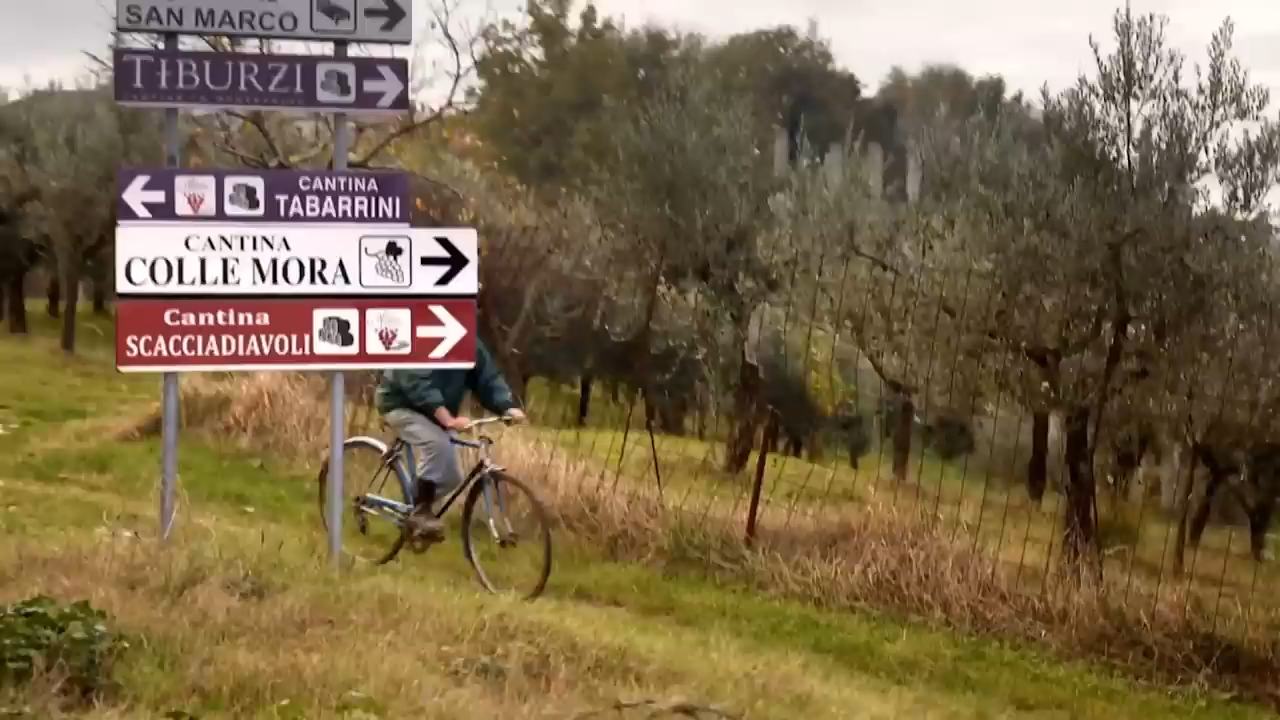 SAN MARCO
TIBURZI
CANTINA
TABARRINI
CANTINA
COLLE MORA
Cantina
SCACCIADIAVOLI